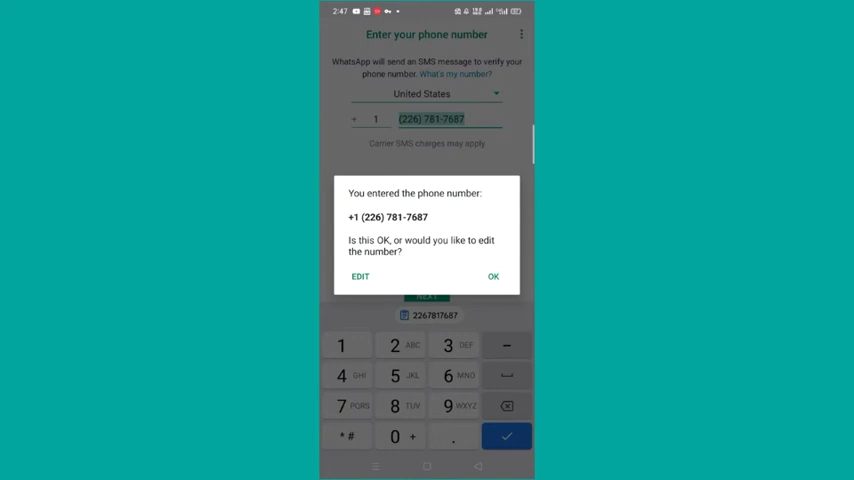 2:47
Enter your phone number
WhatsApp will send an SMS message to verify your
phone number. What's my number?
United States
+ 1 (226) 781-7687
Carrier SMS charges may apply
You entered the phone number:
+1 (226) 781-7687
Is this OK, or would you like to edit
the number?
EDIT OK
NEXT
2267817687
1 2 ABC 3 DEF –
4 GHI 5 JKL 6 MNO
7 PQRS 8 TUV 9 WXYZ
* # 0 + .